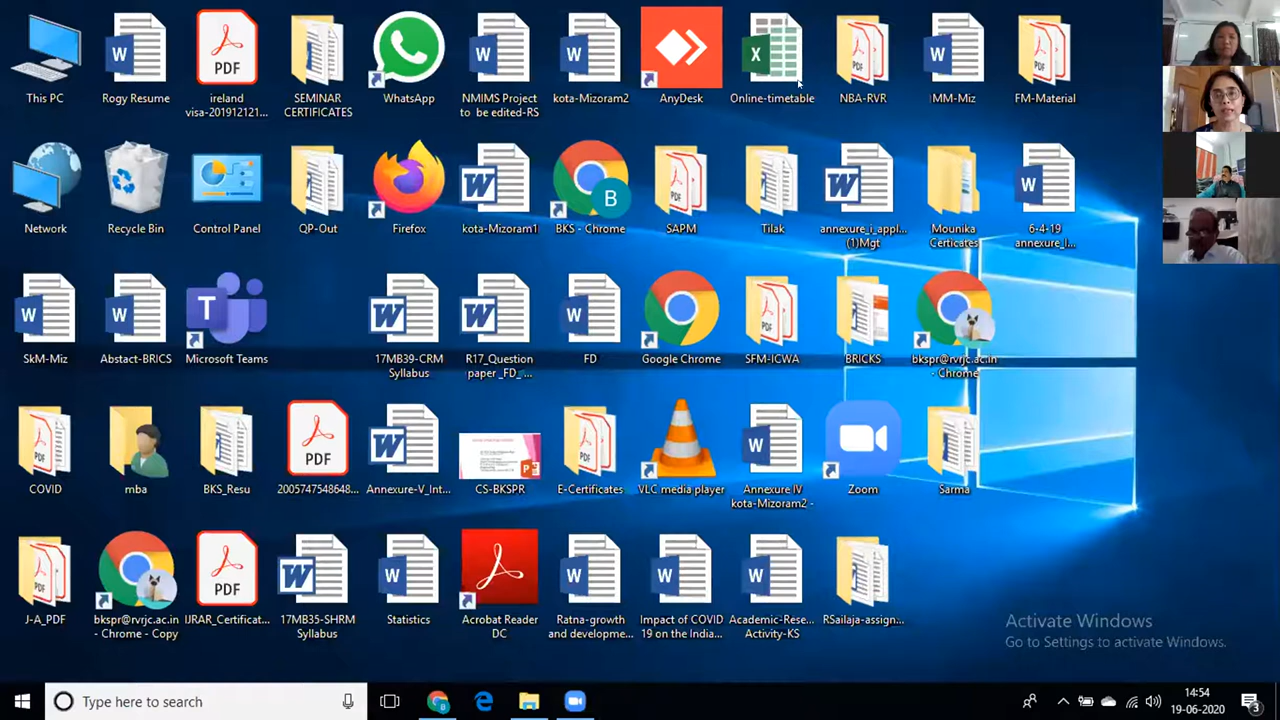 This PC
Rogy Resume
PDF
ireland
visa-201912121...
SEMINAR
CERTIFICATES
WhatsApp
NMIMS Project
to be edited-RS
kota-Mizoram2
AnyDesk
Online-timetable
NBA-RVR
MM-Miz
FM-Material
Network
Recycle Bin
Control Panel
QP-Out
Firefox
kota-Mizoram1
B
BKS - Chrome
SAPM
Tilak
annexure_i_appl...
(1)Mgt
Mounika
Certicates
6-4-19
annexure_I...
SkM-Miz
Abstact-BRICS
Microsoft Teams
17MB39-CRM
Syllabus
R17_Question
paper _FD_ ...
FD
Google Chrome
SFM-ICWA
BRICKS
bkspr@rvrjc.ac.in
- Chrome
COVID
mba
BKS_Resu
PDF
2005747548648...
Annexure-V_Int...
CS-BKSPR
E-Certificates
VLC media player
Annexure IV
kota-Mizoram2 -
Zoom
Sarma
J-A_PDF
bkspr@rvrjc.ac.in
- Chrome - Copy
PDF
IJRAR_Certificat...
17MB35-SHRM
Syllabus
Statistics
Acrobat Reader
DC
Ratna-growth
and developme...
Impact of COVID
19 on the India...
Academic-Rese...
Activity-KS
RSailaja-assign...
Activate Windows
Go to Settings to activate Windows.
Type here to search
14:54
19-06-2020
3